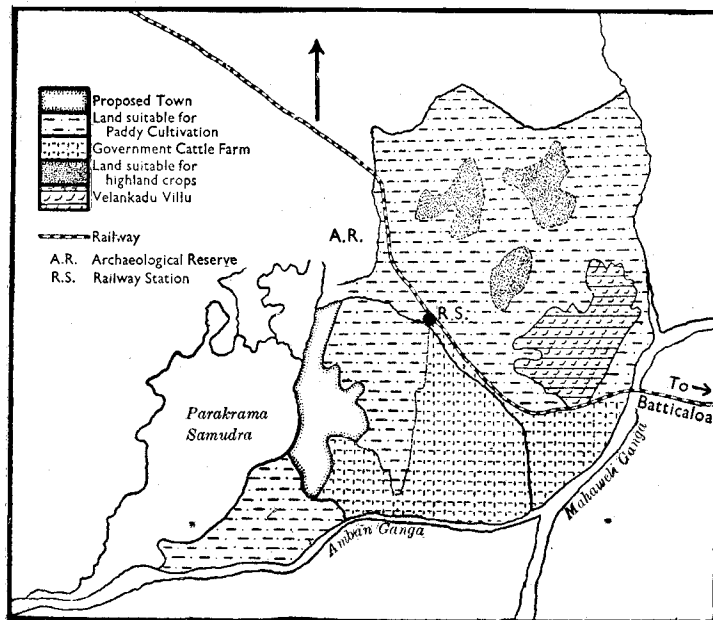 Proposed Town
Land suitable for
Paddy Cultivation
Government Cattle Farm
Land suitable for
highland crops
Velankadu Villu
Railway
A.R. Archaeological Reserve
R.S. Railway Station
A.R.
R.S.
To →
Batticaloa
Parakrama
Samudra
Mahaweli Ganga
Amban Ganga